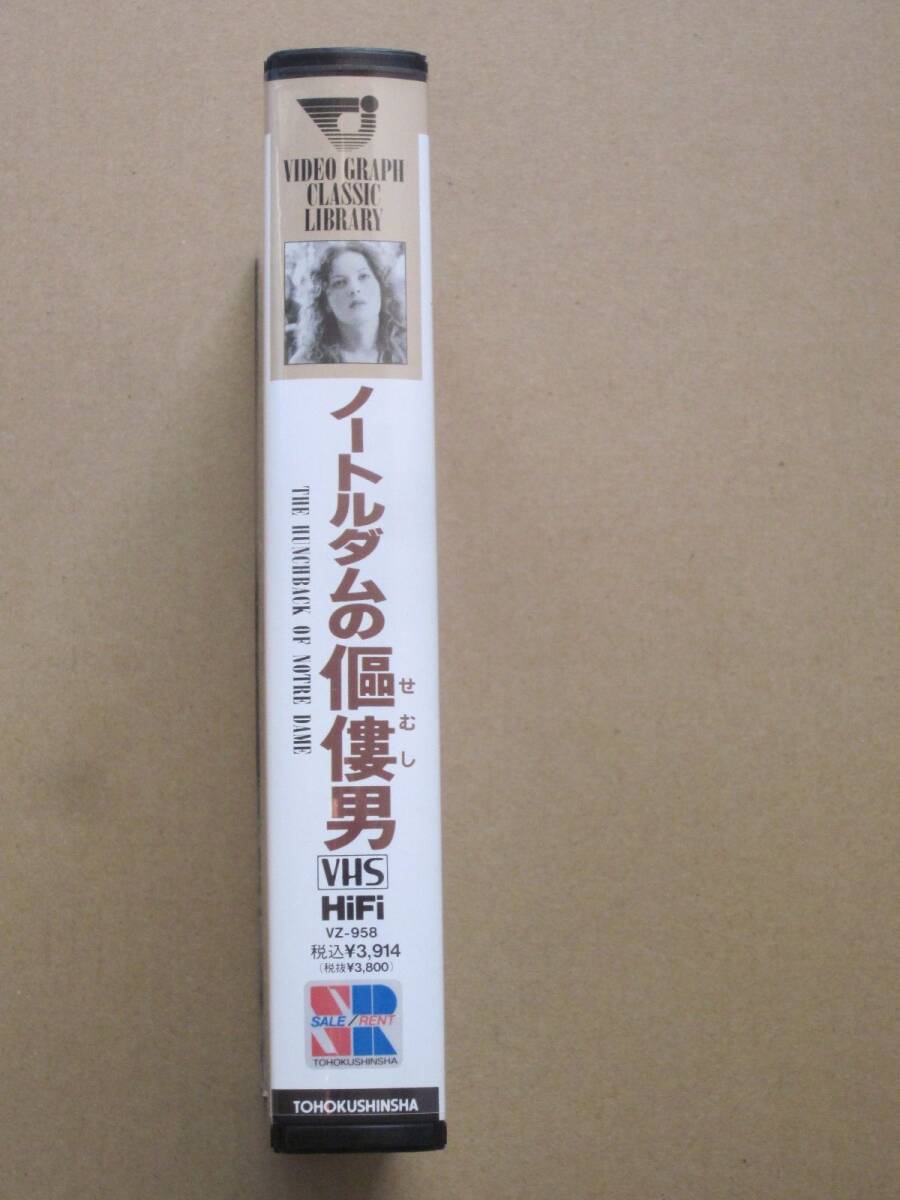 VIDEO GRAPH
CLASSIC
LIBRARY
ノートルダムの傴僂男
せむし
THE HUNCHBACK OF NOTRE DAME
VHS
HiFi
VZ-958
税込¥3,914
(税抜¥3,800)
SALE/RENT
TOHOKUSHINSHA
TOHOKUSHINSHA